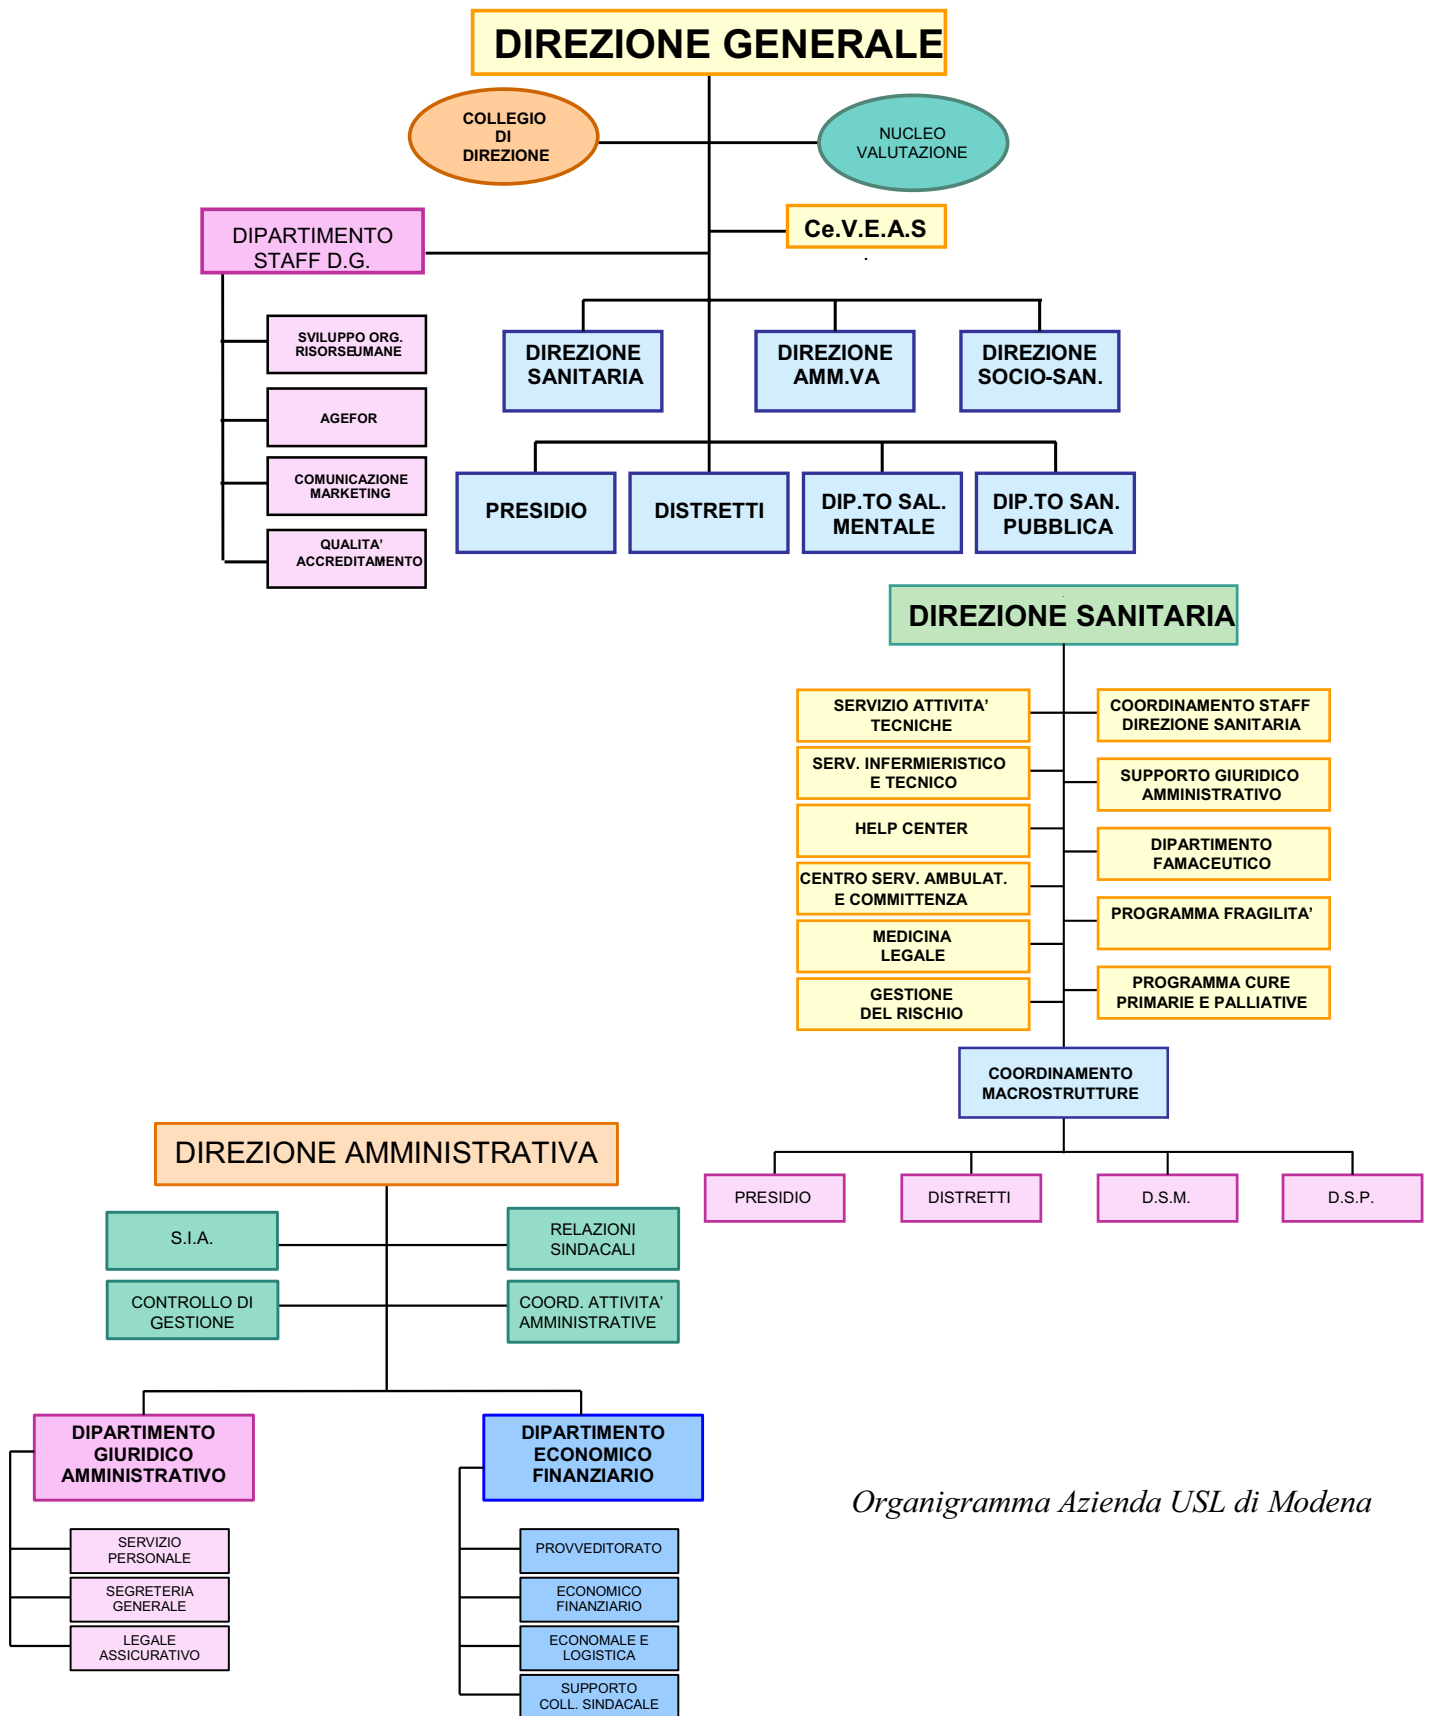 DIREZIONE GENERALE
COLLEGIO
DI
DIREZIONE
NUCLEO
VALUTAZIONE
Ce.V.E.A.S
.
DIPARTIMENTO
STAFF D.G.
SVILUPPO ORG.
RISORSEUMANE
AGEFOR
COMUNICAZIONE
MARKETING
QUALITA’
ACCREDITAMENTO
DIREZIONE
SANITARIA
DIREZIONE
AMM.VA
DIREZIONE
SOCIO-SAN.
PRESIDIO
DISTRETTI
DIP.TO SAL.
MENTALE
DIP.TO SAN.
PUBBLICA
DIREZIONE SANITARIA
SERVIZIO ATTIVITA’
TECNICHE
SERV. INFERMIERISTICO
E TECNICO
HELP CENTER
CENTRO SERV. AMBULAT.
E COMMITTENZA
MEDICINA
LEGALE
GESTIONE
DEL RISCHIO
COORDINAMENTO STAFF
DIREZIONE SANITARIA
SUPPORTO GIURIDICO
AMMINISTRATIVO
DIPARTIMENTO
FAMACEUTICO
PROGRAMMA FRAGILITA’
PROGRAMMA CURE
PRIMARIE E PALLIATIVE
COORDINAMENTO
MACROSTRUTTURE
PRESIDIO
DISTRETTI
D.S.M.
D.S.P.
DIREZIONE AMMINISTRATIVA
S.I.A.
RELAZIONI
SINDACALI
CONTROLLO DI
GESTIONE
COORD. ATTIVITA’
AMMINISTRATIVE
DIPARTIMENTO
GIURIDICO
AMMINISTRATIVO
SERVIZIO
PERSONALE
SEGRETERIA
GENERALE
LEGALE
ASSICURATIVO
DIPARTIMENTO
ECONOMICO
FINANZIARIO
PROVVEDITORATO
ECONOMICO
FINANZIARIO
ECONOMALE E
LOGISTICA
SUPPORTO
COLL. SINDACALE
Organigramma Azienda USL di Modena